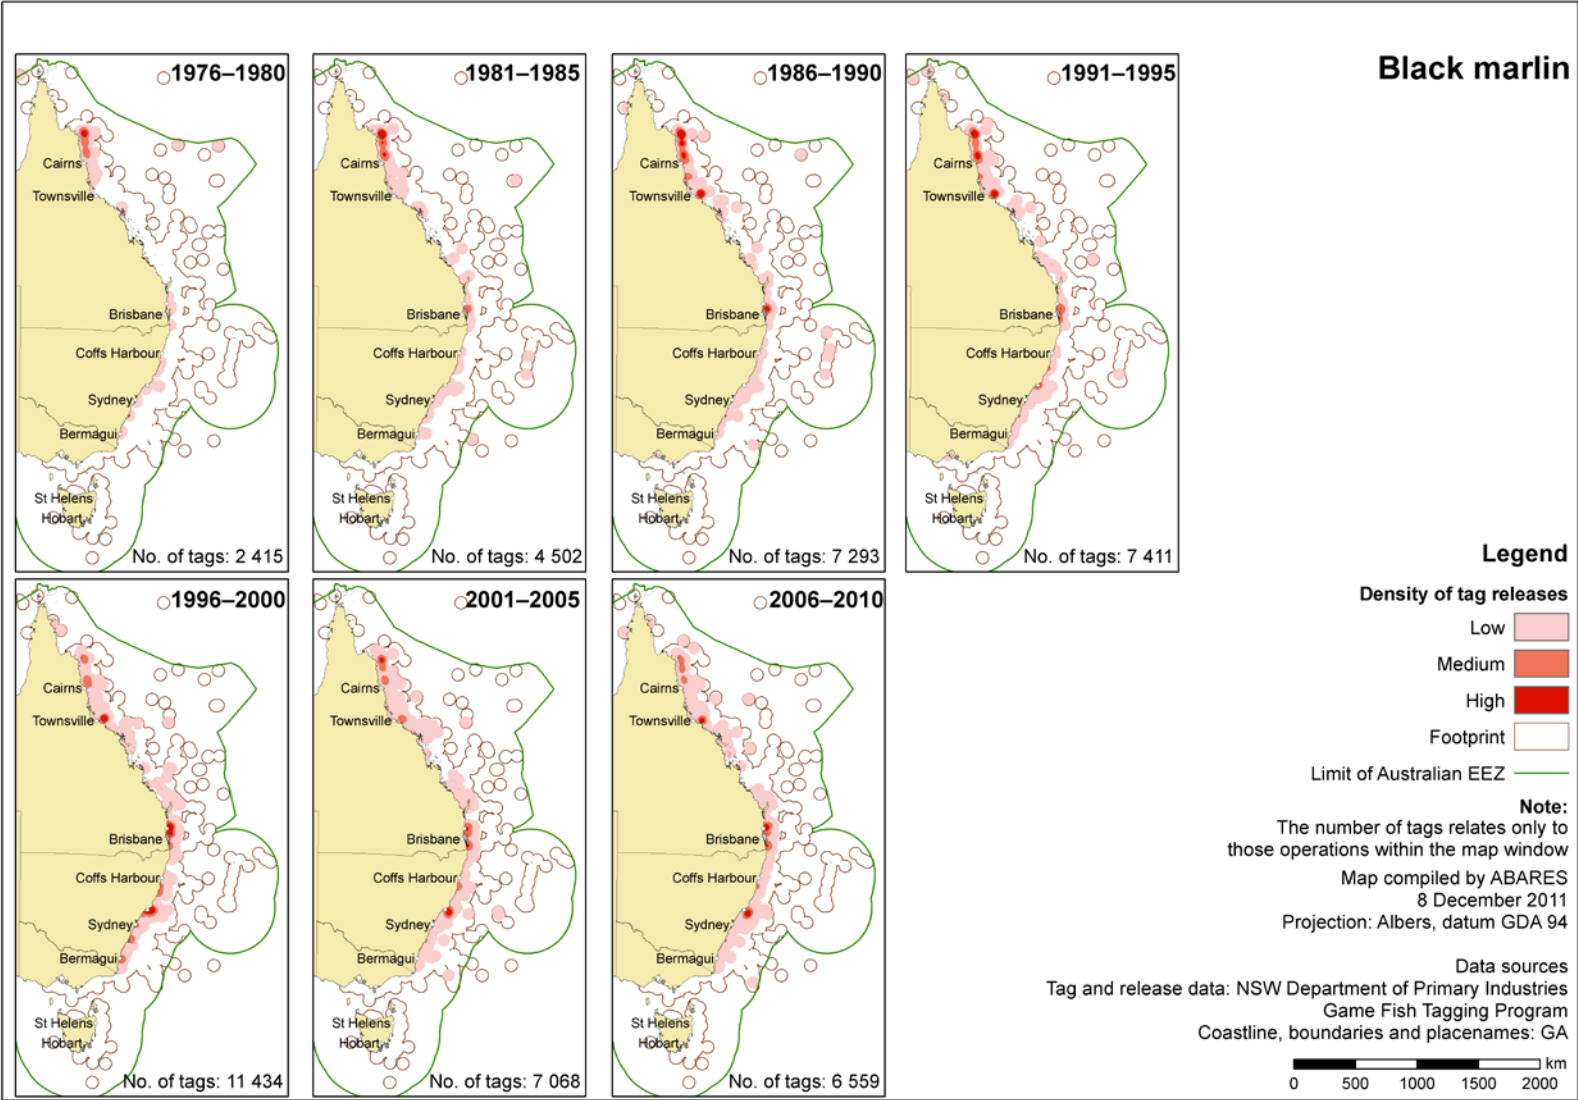 Black marlin
1976–1980
Cairns
Townsville
Brisbane
Coffs Harbour
Sydney
Bermagui
St Helens
Hobart
No. of tags: 2 415
1981–1985
Cairns
Townsville
Brisbane
Coffs Harbour
Sydney
Bermagui
St Helens
Hobart
No. of tags: 4 502
1986–1990
Cairns
Townsville
Brisbane
Coffs Harbour
Sydney
Bermagui
St Helens
Hobart
No. of tags: 7 293
1991–1995
Cairns
Townsville
Brisbane
Coffs Harbour
Sydney
Bermagui
St Helens
Hobart
No. of tags: 7 411
1996–2000
Cairns
Townsville
Brisbane
Coffs Harbour
Sydney
Bermagui
St Helens
Hobart
No. of tags: 11 434
2001–2005
Cairns
Townsville
Brisbane
Coffs Harbour
Sydney
Bermagui
St Helens
Hobart
No. of tags: 7 068
2006–2010
Cairns
Townsville
Brisbane
Coffs Harbour
Sydney
Bermagui
St Helens
Hobart
No. of tags: 6 559
Legend
Density of tag releases
Low
Medium
High
Footprint
Limit of Australian EEZ
Note:
The number of tags relates only to
those operations within the map window
Map compiled by ABARES
8 December 2011
Projection: Albers, datum GDA 94
Data sources
Tag and release data: NSW Department of Primary Industries
Game Fish Tagging Program
Coastline, boundaries and placenames: GA
km
0 500 1000 1500 2000